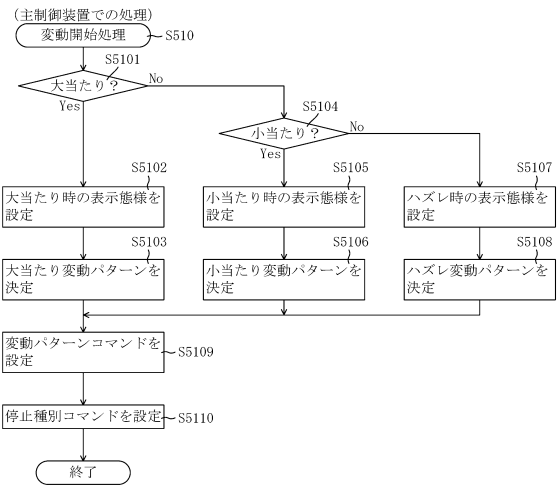 (主制御装置での処理)
変動開始処理
S510
S5101
大当たり？
No
Yes
S5104
小当たり？
No
Yes
S5102
大当たり時の表示態様を
設定
S5105
小当たり時の表示態様を
設定
S5107
ハズレ時の表示態様を
設定
S5103
大当たり変動パターンを
決定
S5106
小当たり変動パターンを
決定
S5108
ハズレ変動パターンを
決定
変動パターンコマンドを
設定
S5109
停止種別コマンドを設定
S5110
終了